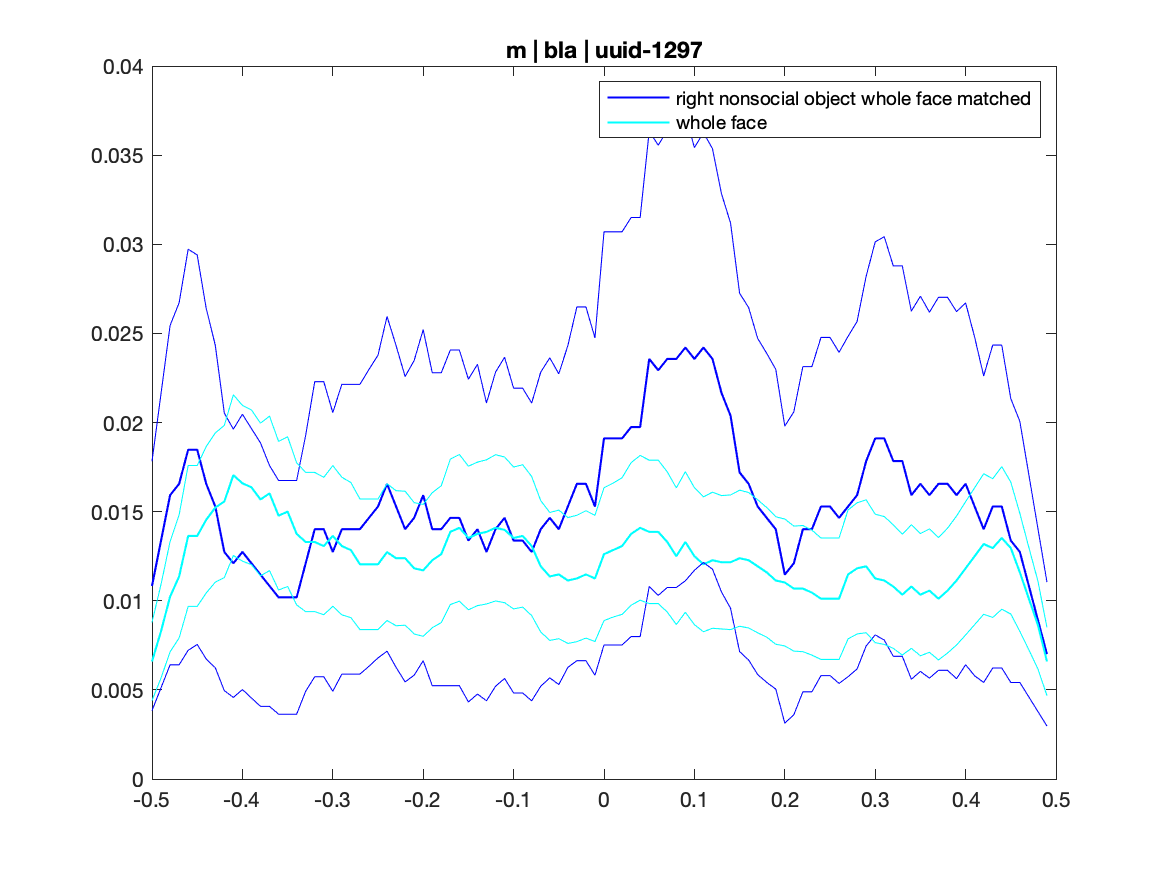 m | bla | uuid-1297
right nonsocial object whole face matched
whole face
0.04
0.035
0.03
0.025
0.02
0.015
0.01
0.005
0
-0.5 -0.4 -0.3 -0.2 -0.1 0 0.1 0.2 0.3 0.4 0.5